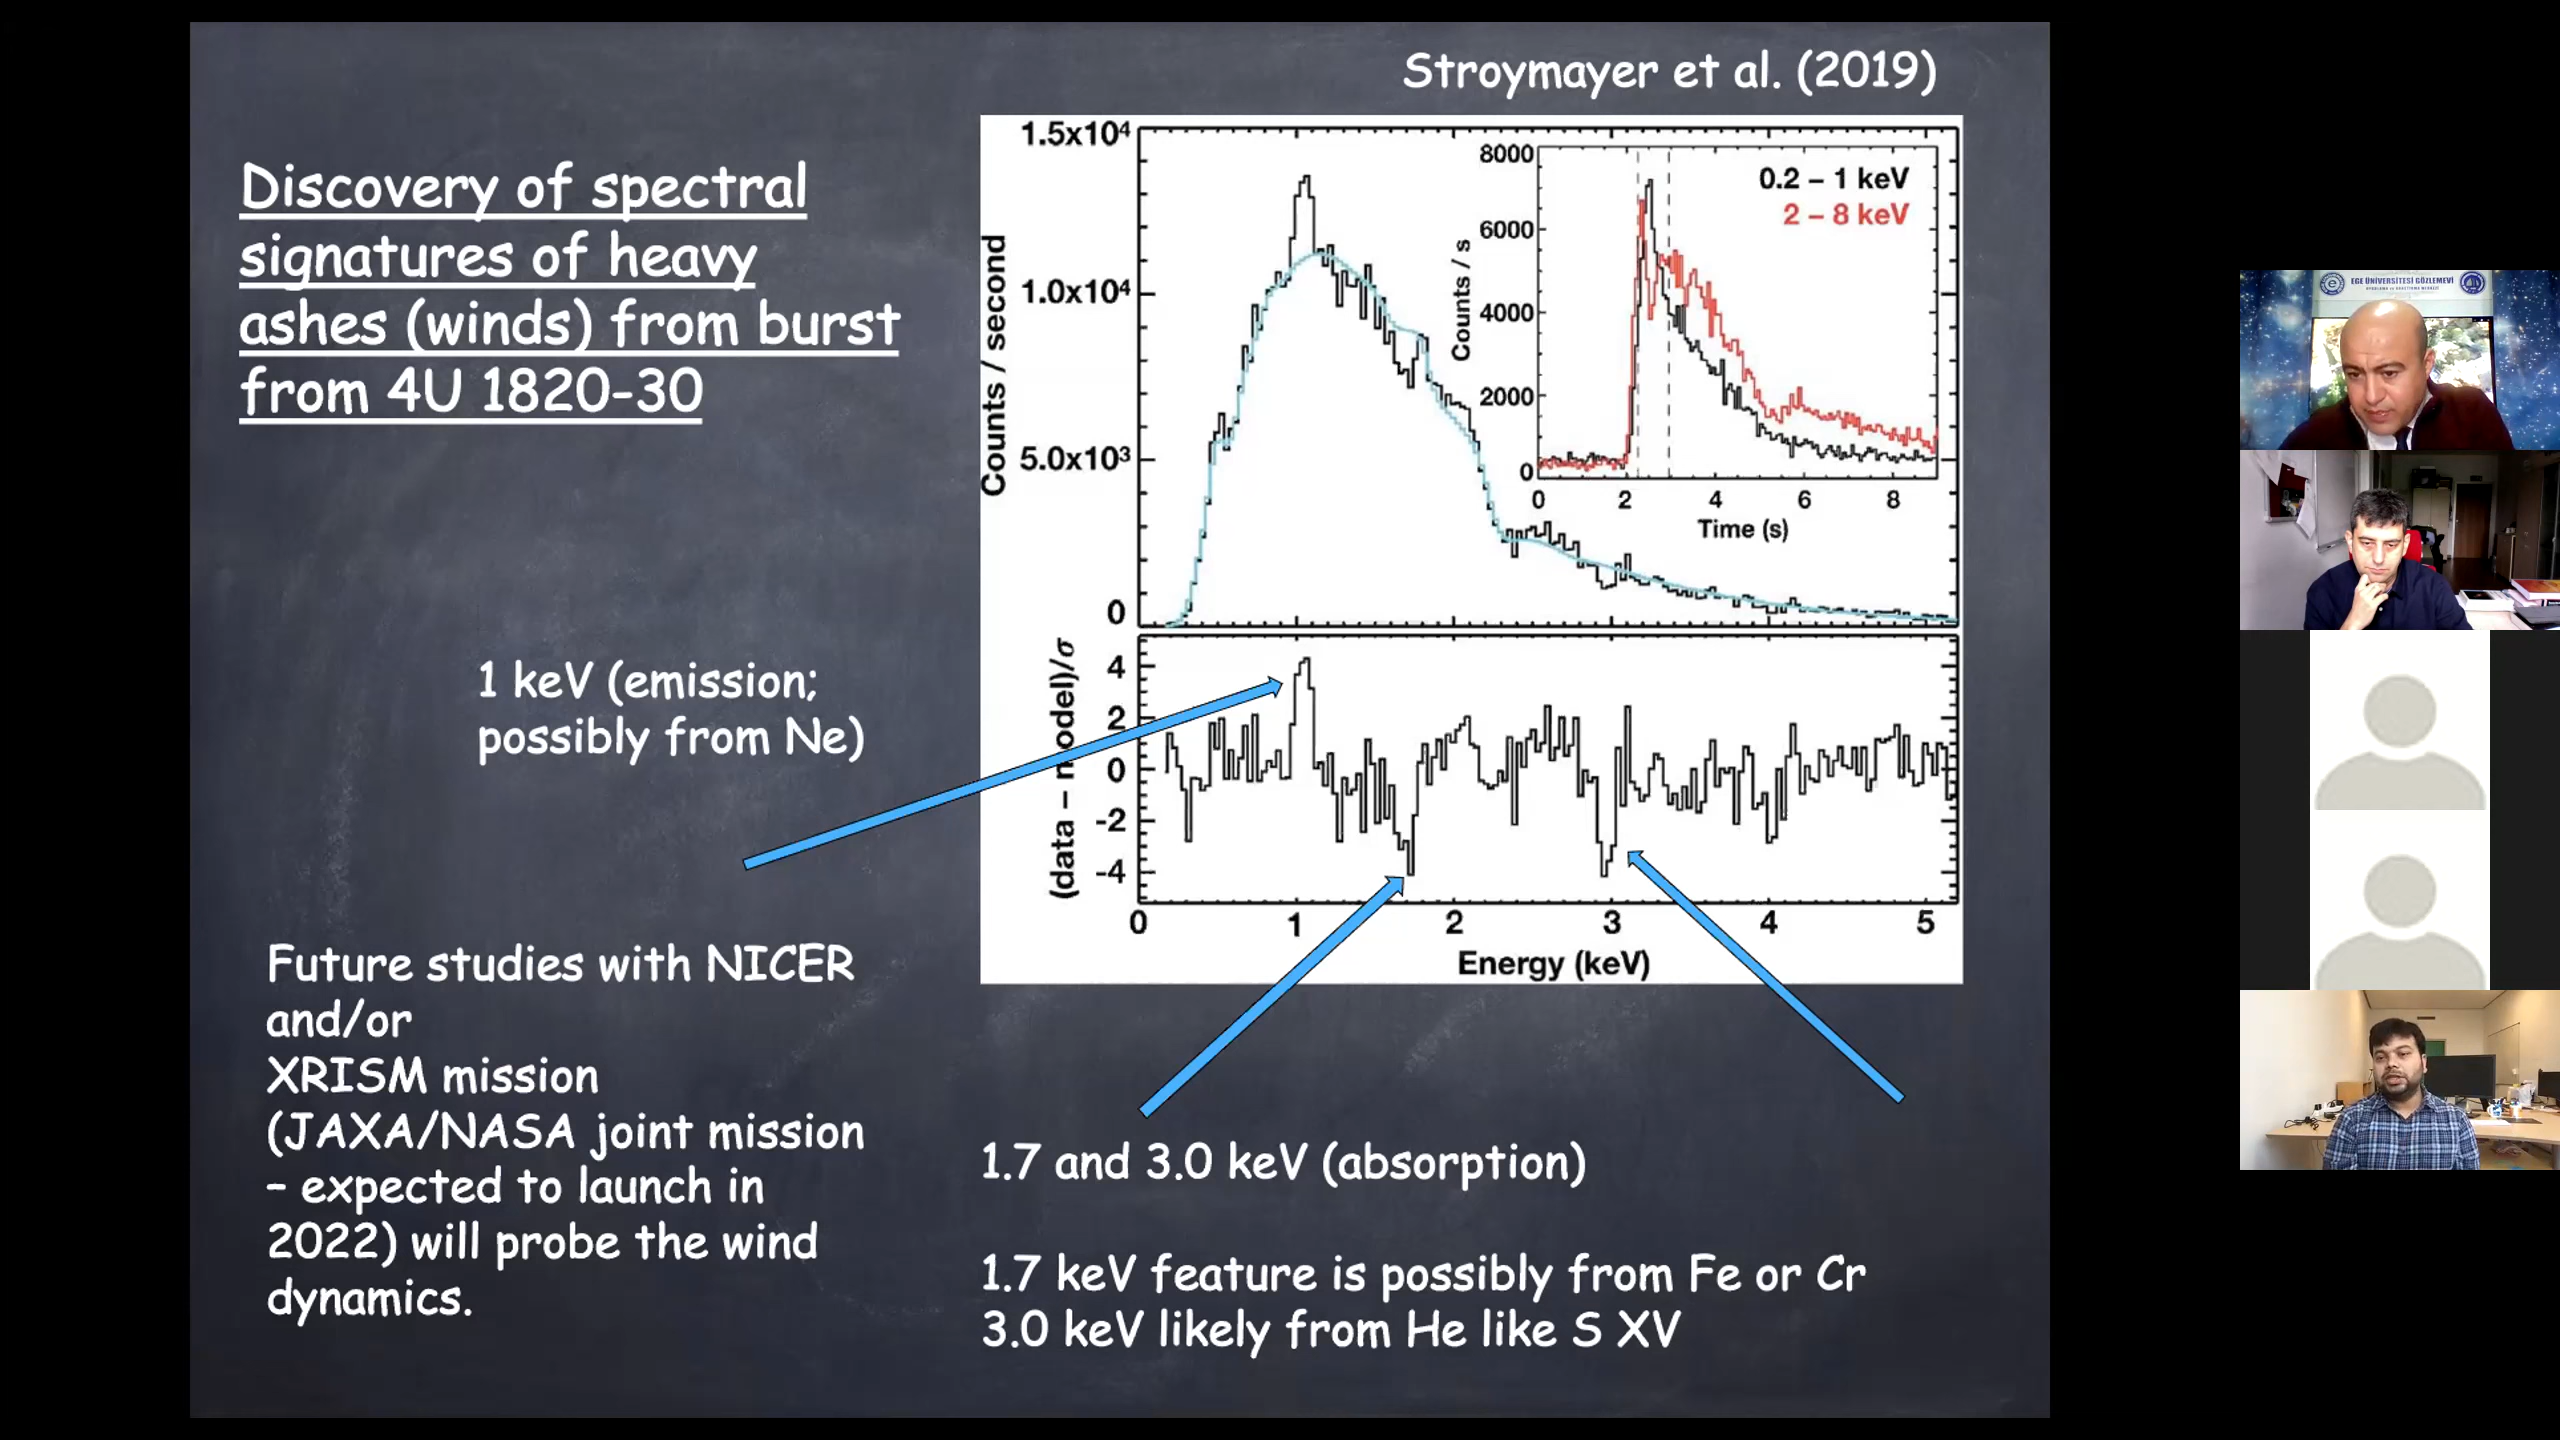 Stroymayer et al. (2019)
Discovery of spectral
signatures of heavy
ashes (winds) from burst
from 4U 1820-30
1.5x10⁴
1.0x10⁴
5.0x10³
0
Counts / second
8000
6000
4000
2000
0
Counts / s
0.2 – 1 keV
2 – 8 keV
0 2 4 6 8
Time (s)
4
2
0
-2
-4
(data – model)/σ
0 1 2 3 4 5
Energy (keV)
1 keV (emission;
possibly from Ne)
Future studies with NICER
and/or
XRISM mission
(JAXA/NASA joint mission
– expected to launch in
2022) will probe the wind
dynamics.
1.7 and 3.0 keV (absorption)
1.7 keV feature is possibly from Fe or Cr
3.0 keV likely from He like S XV
EGE ÜNİVERSİTESİ GÖZLEMEVİ